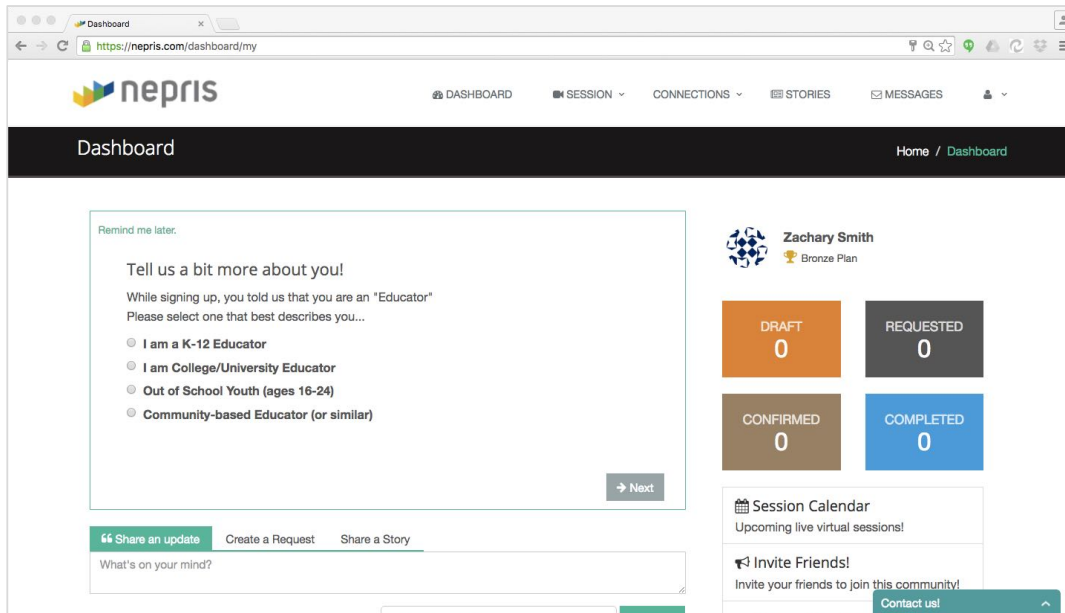 Dashboard
https://nepris.com/dashboard/my
nepris
DASHBOARD SESSION CONNECTIONS STORIES MESSAGES
Dashboard
Home / Dashboard
Remind me later.
Tell us a bit more about you!
While signing up, you told us that you are an "Educator"
Please select one that best describes you...
I am a K-12 Educator
I am College/University Educator
Out of School Youth (ages 16-24)
Community-based Educator (or similar)
Next
Share an update Create a Request Share a Story
What's on your mind?
Zachary Smith
Bronze Plan
DRAFT
0
REQUESTED
0
CONFIRMED
0
COMPLETED
0
Session Calendar
Upcoming live virtual sessions!
Invite Friends!
Invite your friends to join this community!
Contact us!